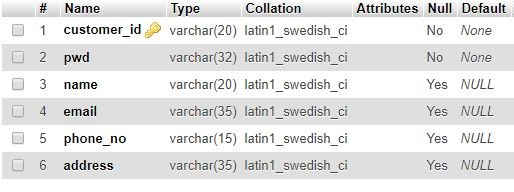 # Name Type Collation Attributes Null Default
1 customer_id varchar(20) latin1_swedish_ci No None
2 pwd varchar(32) latin1_swedish_ci No None
3 name varchar(20) latin1_swedish_ci Yes NULL
4 email varchar(35) latin1_swedish_ci Yes NULL
5 phone_no varchar(15) latin1_swedish_ci Yes NULL
6 address varchar(35) latin1_swedish_ci Yes NULL